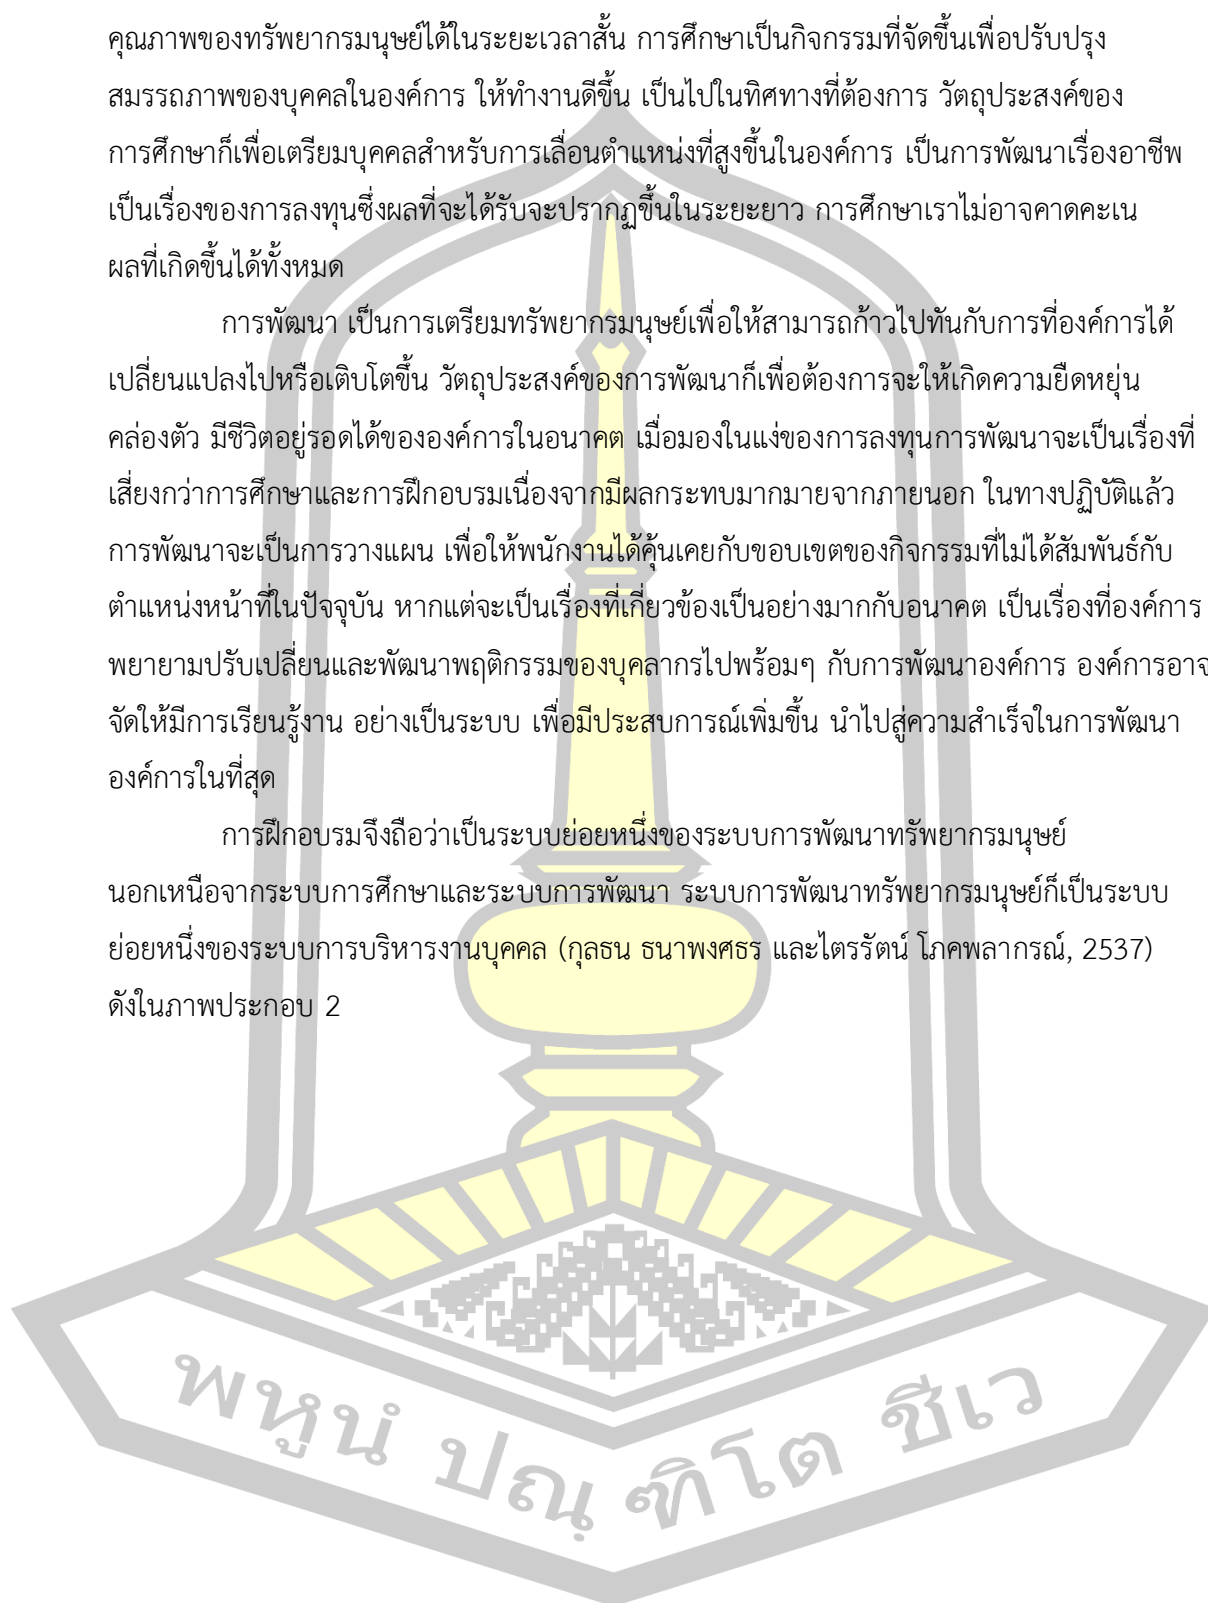 คุณภาพของทรัพยากรมนุษย์ได้ในระยะเวลาสั้น การศึกษาเป็นกิจกรรมที่จัดขึ้นเพื่อปรับปรุง
สมรรถภาพของบุคคลในองค์การ ให้ทำงานดีขึ้น เป็นไปในทิศทางที่ต้องการ วัตถุประสงค์ของ
การศึกษาก็เพื่อเตรียมบุคคลสำหรับการเลื่อนตำแหน่งที่สูงขึ้นในองค์การ เป็นการพัฒนาเรื่องอาชีพ
เป็นเรื่องของการลงทุนซึ่งผลที่จะได้รับจะปรากฏขึ้นในระยะยาว การศึกษาเราไม่อาจคาดคะเน
ผลที่เกิดขึ้นได้ทั้งหมด
การพัฒนา เป็นการเตรียมทรัพยากรมนุษย์เพื่อให้สามารถก้าวไปทันกับการที่องค์การได้
เปลี่ยนแปลงไปหรือเติบโตขึ้น วัตถุประสงค์ของการพัฒนาก็เพื่อต้องการจะให้เกิดความยืดหยุ่น
คล่องตัว มีชีวิตอยู่รอดได้ขององค์การในอนาคต เมื่อมองในแง่ของการลงทุนการพัฒนาจะเป็นเรื่องที่
เสี่ยงกว่าการศึกษาและการฝึกอบรมเนื่องจากมีผลกระทบมากมายจากภายนอก ในทางปฏิบัติแล้ว
การพัฒนาจะเป็นการวางแผน เพื่อให้พนักงานได้คุ้นเคยกับขอบเขตของกิจกรรมที่ไม่ได้สัมพันธ์กับ
ตำแหน่งหน้าที่ในปัจจุบัน หากแต่จะเป็นเรื่องที่เกี่ยวข้องเป็นอย่างมากกับอนาคต เป็นเรื่องที่องค์การ
พยายามปรับเปลี่ยนและพัฒนาพฤติกรรมของบุคลากรไปพร้อมๆ กับการพัฒนาองค์การ องค์การอาจ
จัดให้มีการเรียนรู้งาน อย่างเป็นระบบ เพื่อมีประสบการณ์เพิ่มขึ้น นำไปสู่ความสำเร็จในการพัฒนา
องค์การในที่สุด
การฝึกอบรมจึงถือว่าเป็นระบบย่อยหนึ่งของระบบการพัฒนาทรัพยากรมนุษย์
นอกเหนือจากระบบการศึกษาและระบบการพัฒนา ระบบการพัฒนาทรัพยากรมนุษย์ก็เป็นระบบ
ย่อยหนึ่งของระบบการบริหารงานบุคคล (กุลธน ธนาพงศธร และไตรรัตน์ โภคพลากรณ์, 2537)
ดังในภาพประกอบ 2
พหูนํ ปณฺ ฑิโต ชีเว